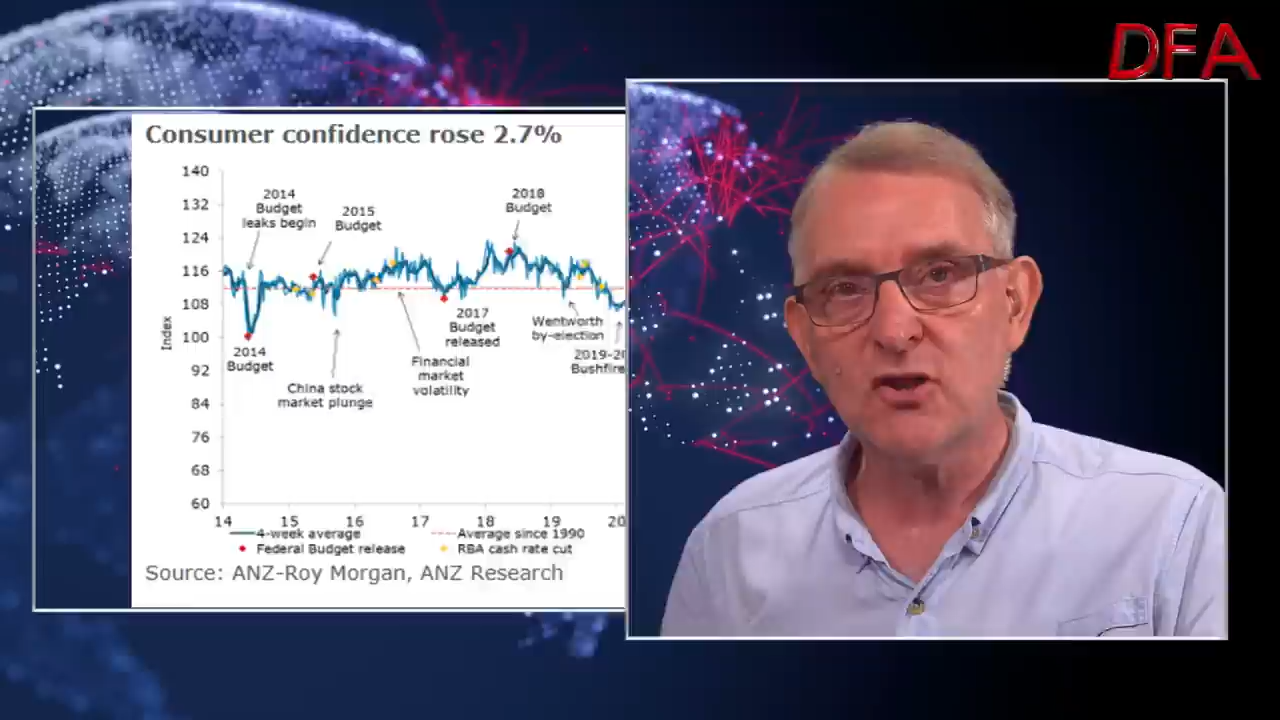 DFA
Consumer confidence rose 2.7%
140
132
124
116
108
100
92
84
76
68
60
Index
2014
Budget
leaks begin
2015
Budget
2018
Budget
2014
Budget
China stock
market plunge
Financial
market
volatility
2017
Budget
released
Wentworth
by-election
2019-20
Bushfire
14 15 16 17 18 19 20
4-week average Average since 1990
Federal Budget release RBA cash rate cut
Source: ANZ-Roy Morgan, ANZ Research